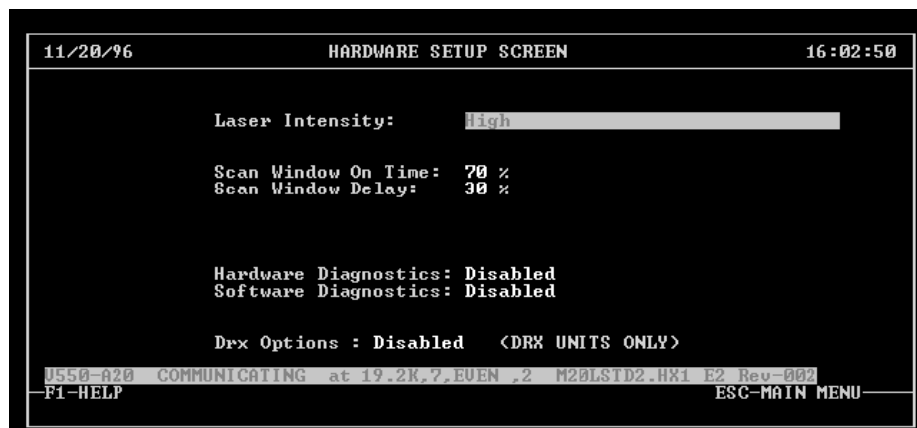 11/20/96 HARDWARE SETUP SCREEN 16:02:50
Laser Intensity: High
Scan Window On Time: 70 %
Scan Window Delay: 30 %
Hardware Diagnostics: Disabled
Software Diagnostics: Disabled
Drx Options : Disabled <DRX UNITS ONLY>
V550-A20 COMMUNICATING at 19.2K,7,EVEN ,2 M20LSTD2.HX1 E2 Rev-002
F1-HELP ESC-MAIN MENU